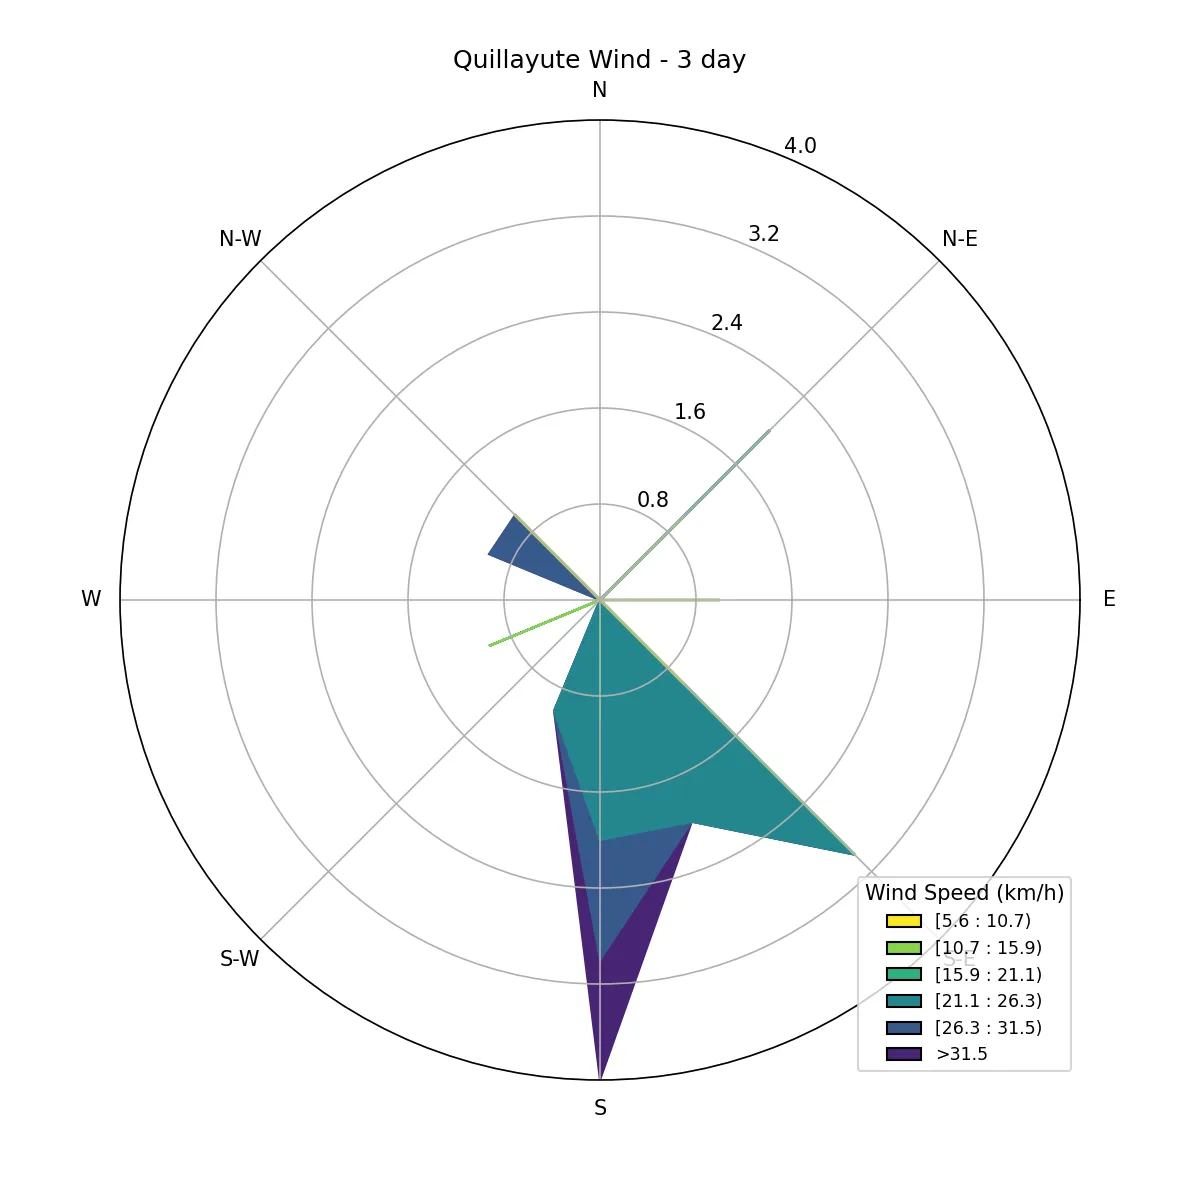 Quillayute Wind - 3 day
N
4.0
N-W
3.2
N-E
2.4
1.6
0.8
W
E
S-W
S-E
S
Wind Speed (km/h)
[5.6 : 10.7)
[10.7 : 15.9)
[15.9 : 21.1)
[21.1 : 26.3)
[26.3 : 31.5)
>31.5